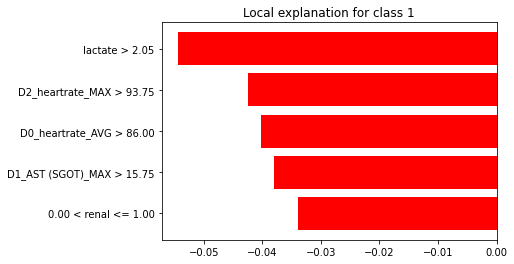 Local explanation for class 1
lactate > 2.05
D2_heartrate_MAX > 93.75
D0_heartrate_AVG > 86.00
D1_AST (SGOT)_MAX > 15.75
0.00 < renal <= 1.00
−0.05 −0.04 −0.03 −0.02 −0.01 0.00